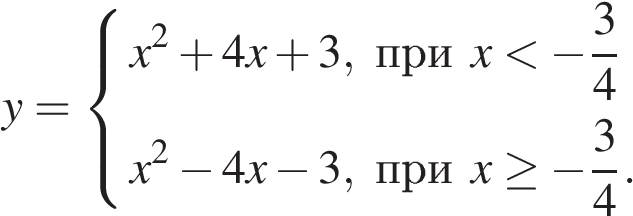 y = { x² + 4x + 3, при x < −3/4
x² − 4x − 3, при x ≥ −3/4.